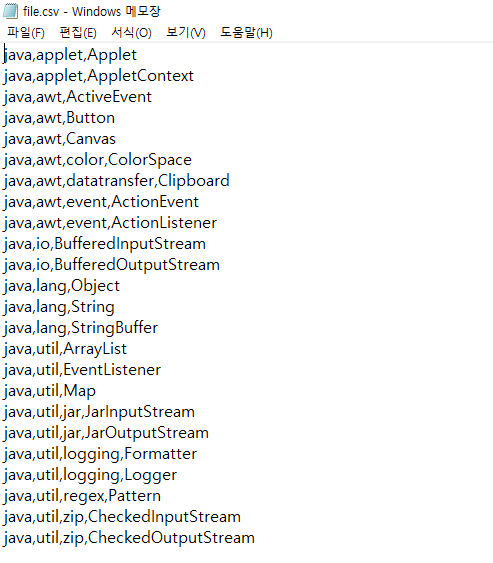 file.csv - Windows 메모장
파일(F) 편집(E) 서식(O) 보기(V) 도움말(H)
java,applet,Applet
java,applet,AppletContext
java,awt,ActiveEvent
java,awt,Button
java,awt,Canvas
java,awt,color,ColorSpace
java,awt,datatransfer,Clipboard
java,awt,event,ActionEvent
java,awt,event,ActionListener
java,io,BufferedInputStream
java,io,BufferedOutputStream
java,lang,Object
java,lang,String
java,lang,StringBuffer
java,util,ArrayList
java,util,EventListener
java,util,Map
java,util,jar,JarInputStream
java,util,jar,JarOutputStream
java,util,logging,Formatter
java,util,logging,Logger
java,util,regex,Pattern
java,util,zip,CheckedInputStream
java,util,zip,CheckedOutputStream